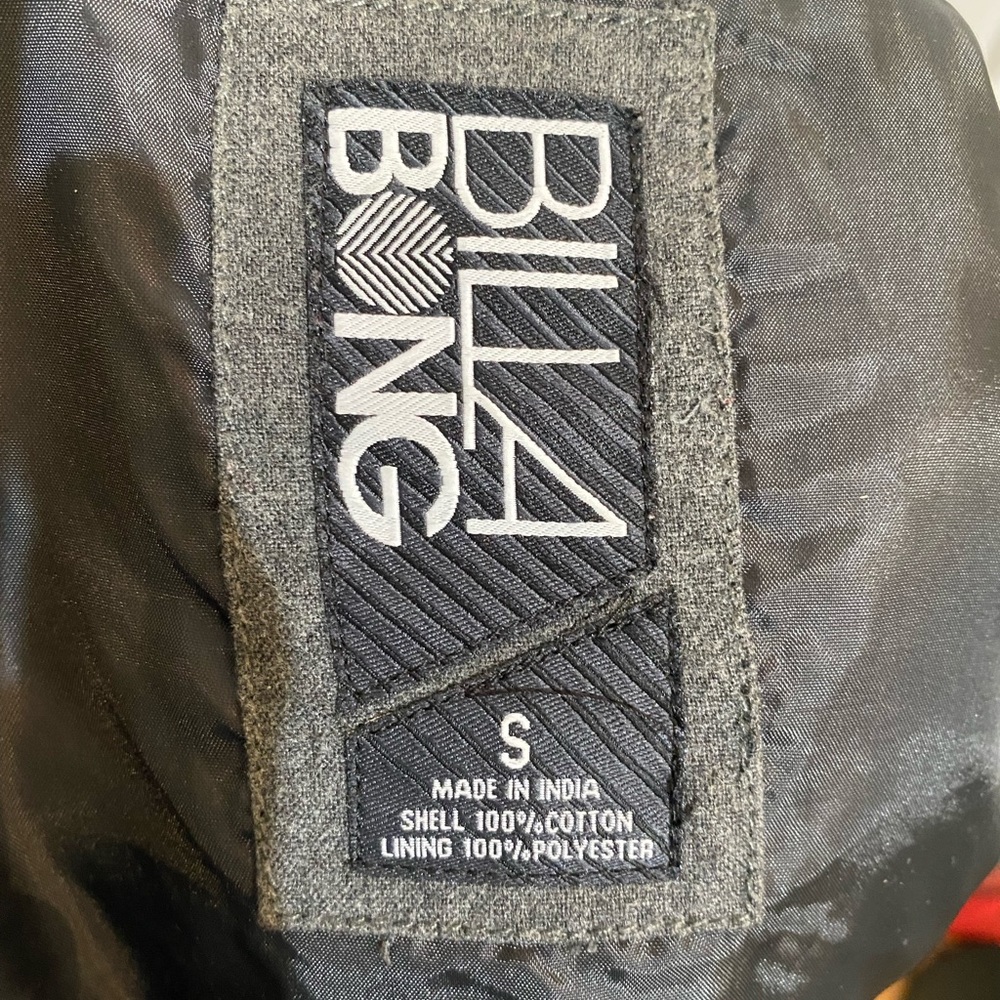 BILLA
BONG
S
MADE IN INDIA
SHELL 100%COTTON
LINING 100%POLYESTER